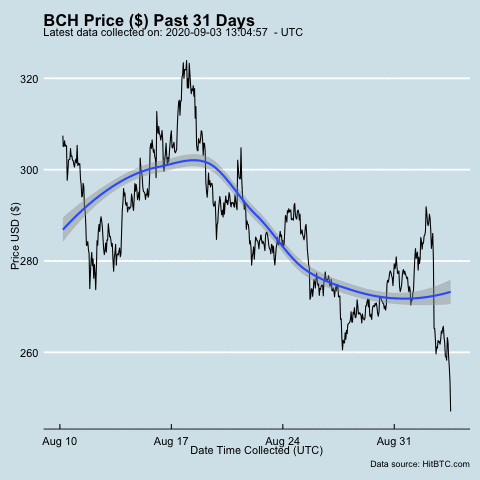 BCH Price ($) Past 31 Days
Latest data collected on: 2020-09-03 13:04:57 - UTC
320
300
280
260
Price USD ($)
Aug 10 Aug 17 Aug 24 Aug 31
Date Time Collected (UTC)
Data source: HitBTC.com